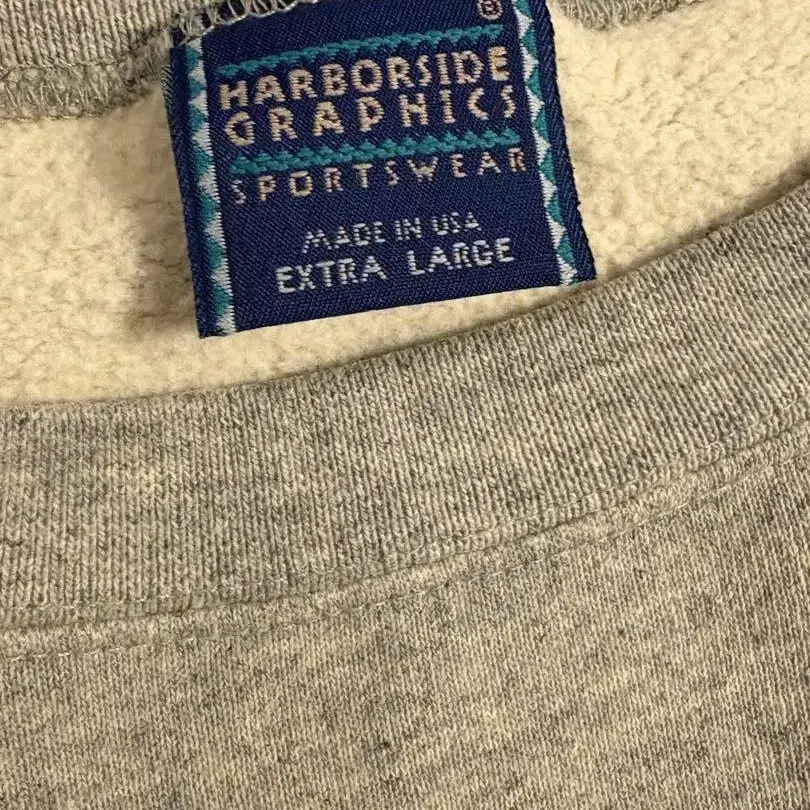 ®
HARBORSIDE
GRAPHICS
SPORTSWEAR
MADE IN USA
EXTRA LARGE